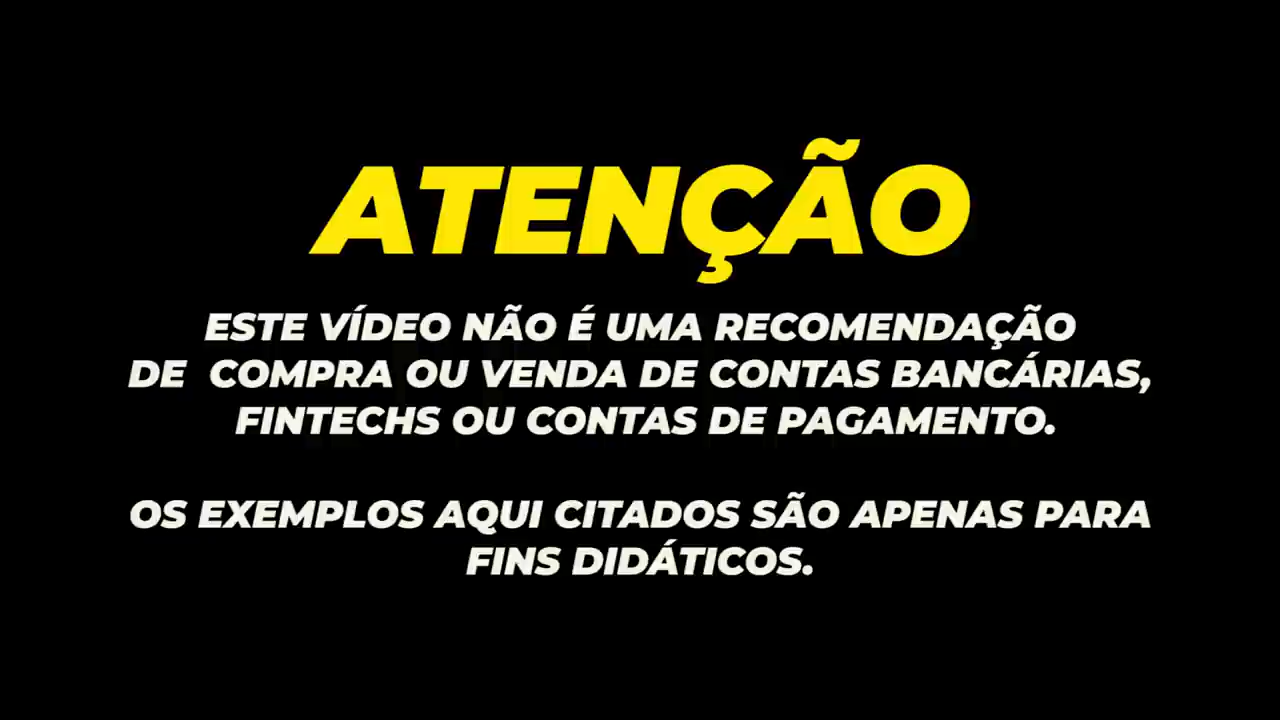 ATENÇÃO
ESTE VÍDEO NÃO É UMA RECOMENDAÇÃO
DE COMPRA OU VENDA DE CONTAS BANCÁRIAS,
FINTECHS OU CONTAS DE PAGAMENTO.
OS EXEMPLOS AQUI CITADOS SÃO APENAS PARA
FINS DIDÁTICOS.